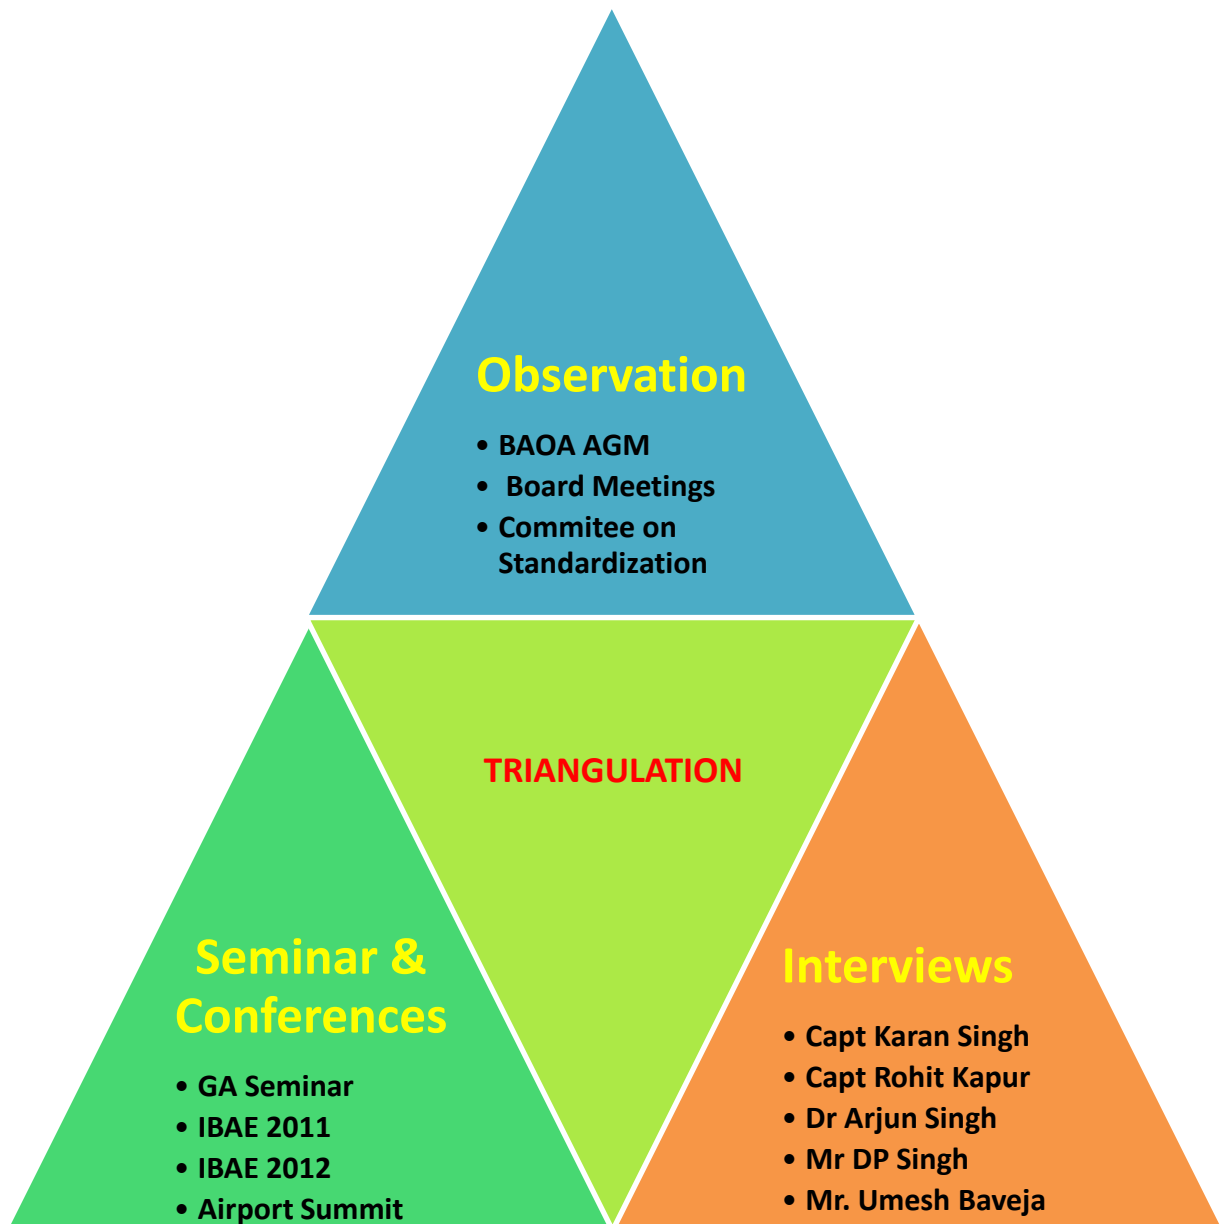 Observation
• BAOA AGM
• Board Meetings
• Commitee on
Standardization
TRIANGULATION
Seminar &
Conferences
• GA Seminar
• IBAE 2011
• IBAE 2012
• Airport Summit
Interviews
• Capt Karan Singh
• Capt Rohit Kapur
• Dr Arjun Singh
• Mr DP Singh
• Mr. Umesh Baveja